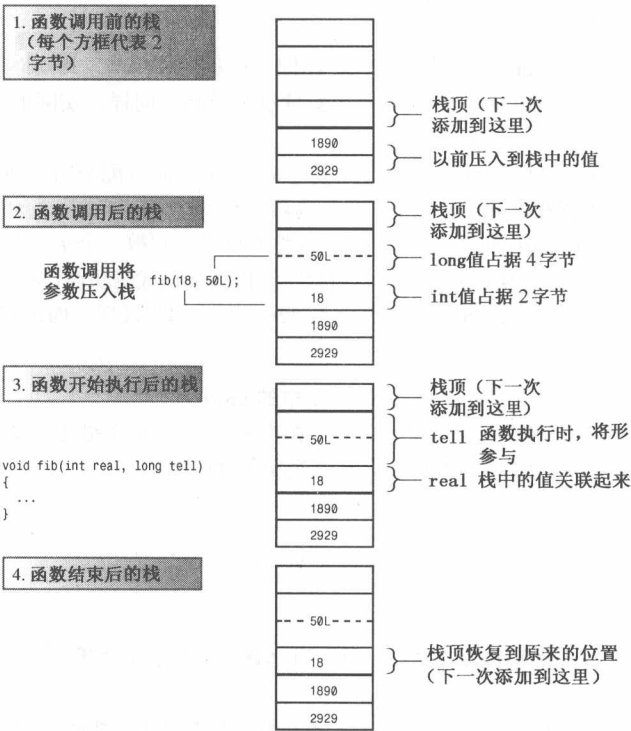 1. 函数调用前的栈
（每个方框代表 2
字节）
栈顶（下一次
添加到这里）
1890
以前压入到栈中的值
2929
2. 函数调用后的栈
栈顶（下一次
添加到这里）
50L
long值占据 4 字节
函数调用将
参数压入栈
fib(18, 50L);
18
int值占据 2 字节
1890
2929
3. 函数开始执行后的栈
栈顶（下一次
添加到这里）
50L
tell 函数执行时，将形
参与
void fib(int real, long tell)
{
...
}
18
real 栈中的值关联起来
1890
2929
4. 函数结束后的栈
50L
18
栈顶恢复到原来的位置
（下一次添加到这里）
1890
2929